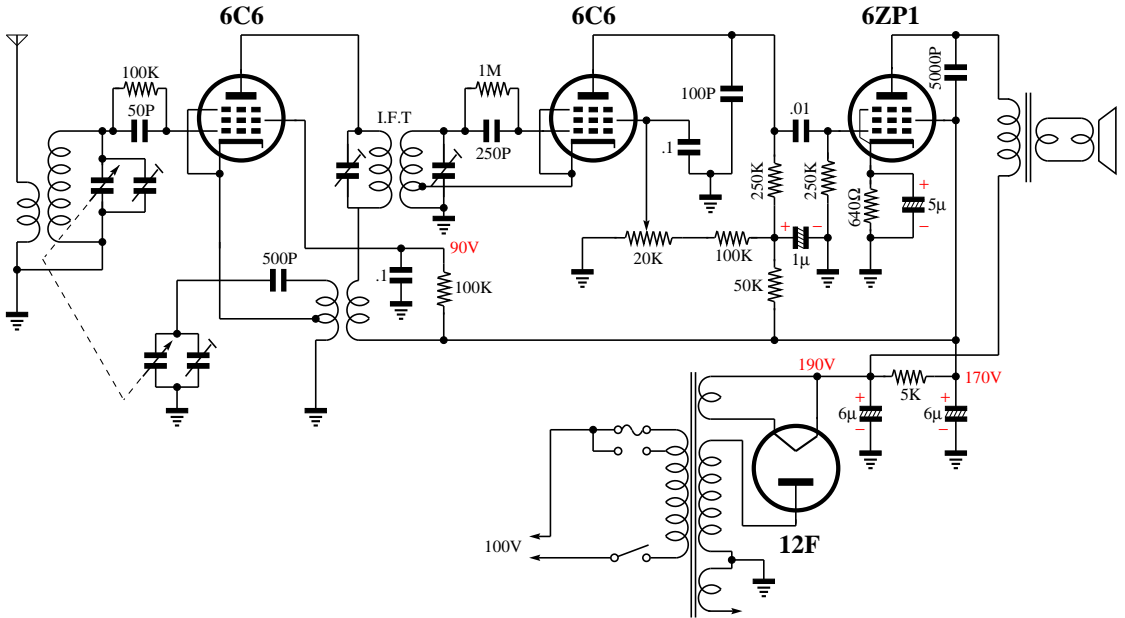 6C6
6C6
6ZP1
100K
50P
1M
250P
I.F.T
100P
.01
5000P
.1
250K
250K
640Ω
+
5µ
−
90V
500P
.1
100K
20K
100K
+
−
1µ
50K
190V
5K
170V
+
6µ
−
+
6µ
−
100V
12F